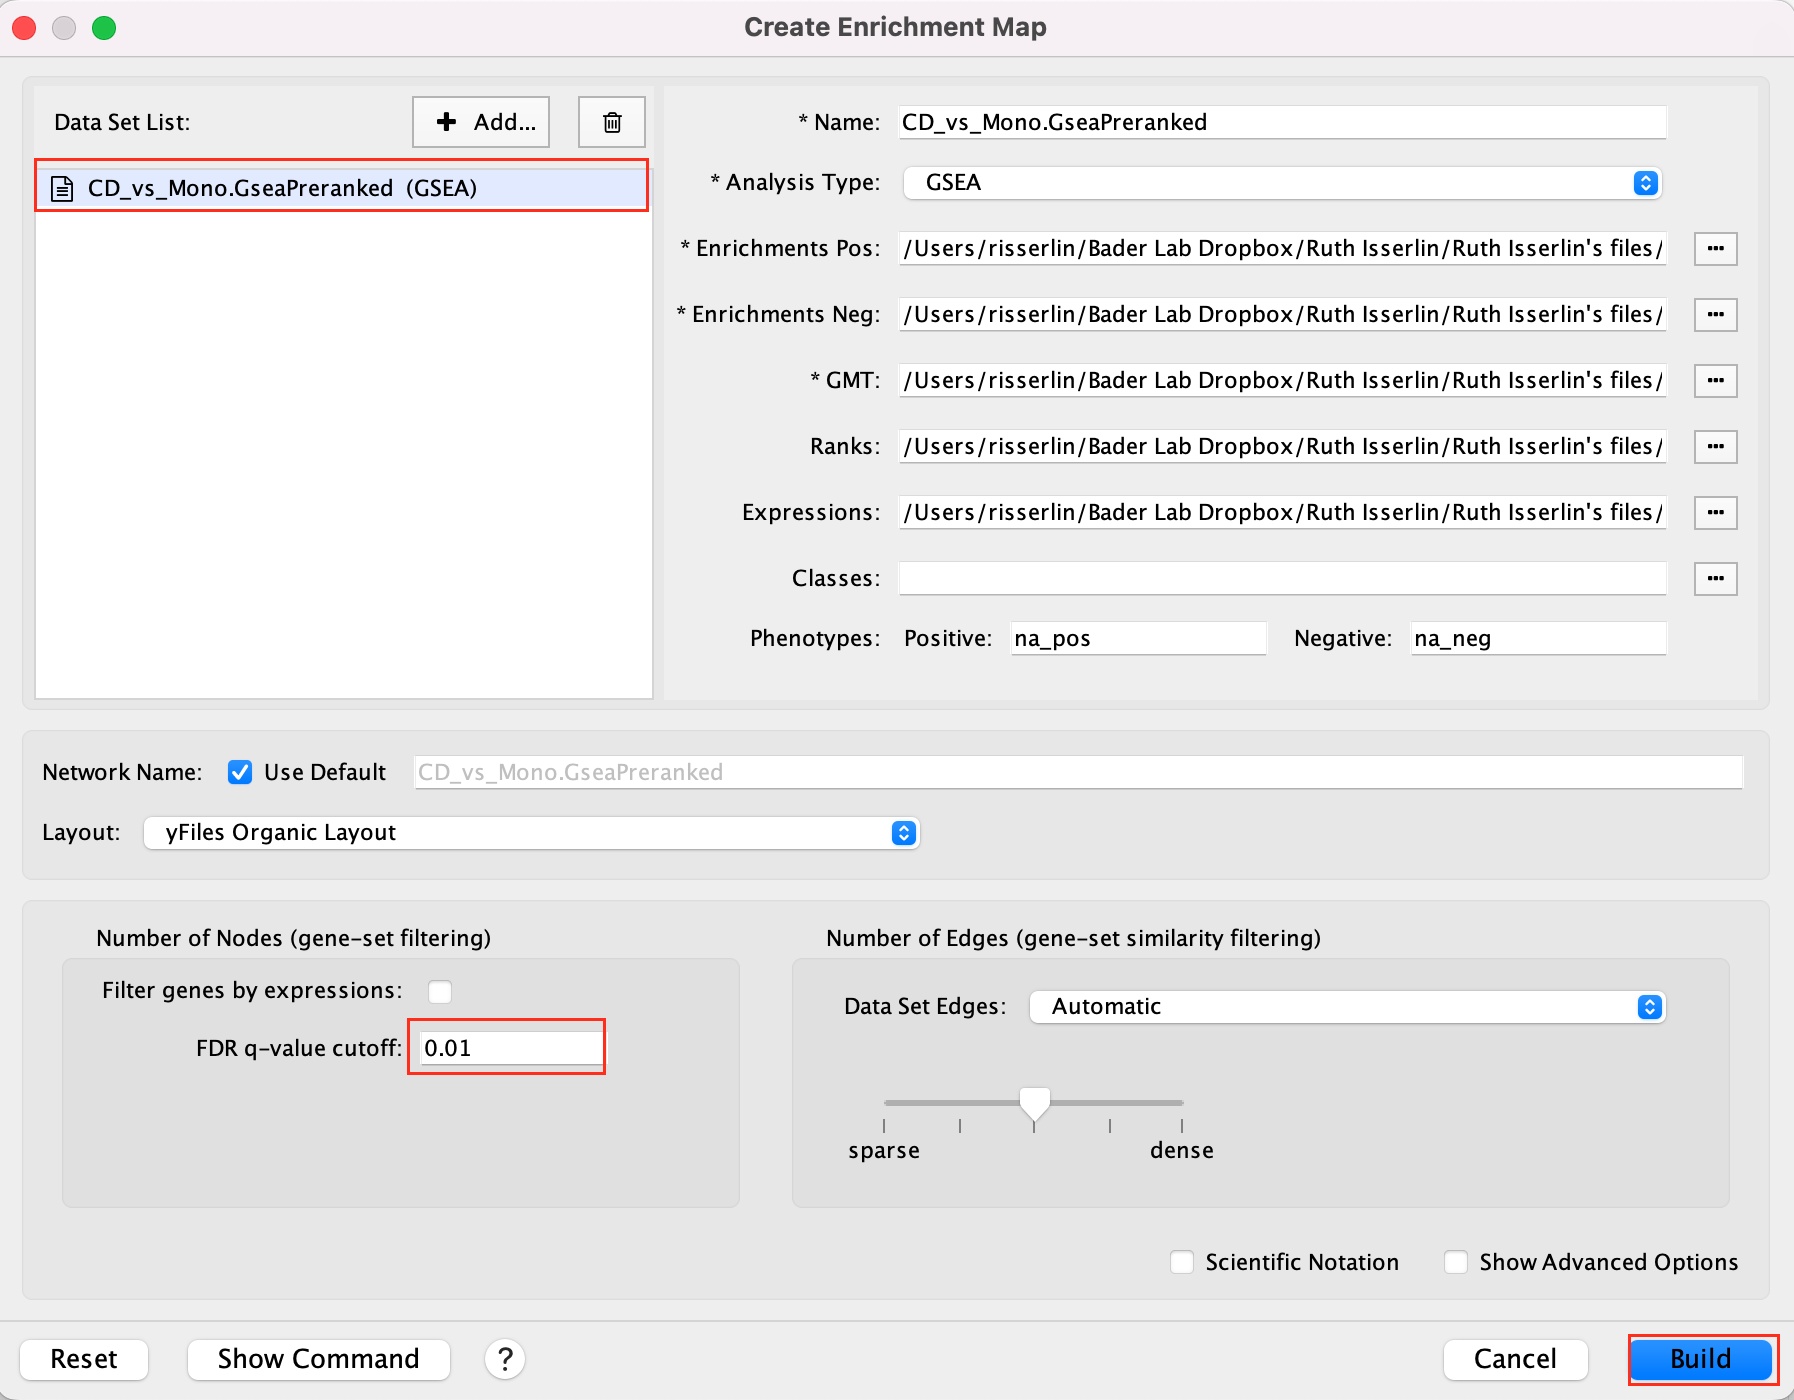 Create Enrichment Map
Data Set List:
+ Add...
CD_vs_Mono.GseaPreranked (GSEA)
* Name: CD_vs_Mono.GseaPreranked
* Analysis Type: GSEA
* Enrichments Pos: /Users/risserlin/Bader Lab Dropbox/Ruth Isserlin/Ruth Isserlin's files/ ...
* Enrichments Neg: /Users/risserlin/Bader Lab Dropbox/Ruth Isserlin/Ruth Isserlin's files/ ...
* GMT: /Users/risserlin/Bader Lab Dropbox/Ruth Isserlin/Ruth Isserlin's files/ ...
Ranks: /Users/risserlin/Bader Lab Dropbox/Ruth Isserlin/Ruth Isserlin's files/ ...
Expressions: /Users/risserlin/Bader Lab Dropbox/Ruth Isserlin/Ruth Isserlin's files/ ...
Classes: ...
Phenotypes: Positive: na_pos Negative: na_neg
Network Name: Use Default CD_vs_Mono.GseaPreranked
Layout: yFiles Organic Layout
Number of Nodes (gene-set filtering)
Filter genes by expressions:
FDR q-value cutoff: 0.01
Number of Edges (gene-set similarity filtering)
Data Set Edges: Automatic
sparse dense
Scientific Notation Show Advanced Options
Reset Show Command ? Cancel Build